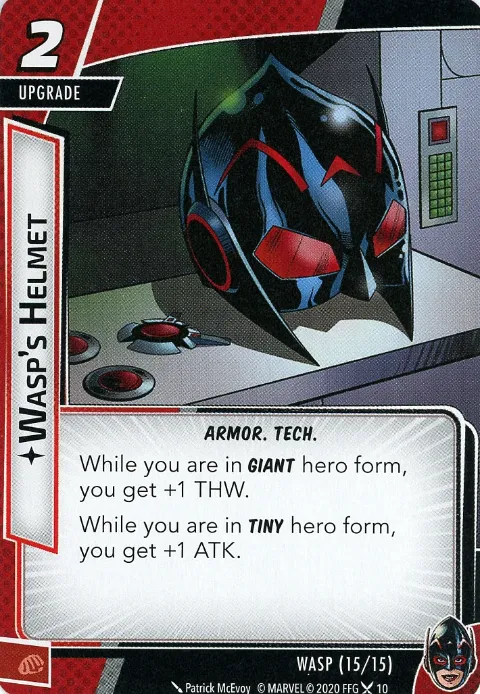 2
UPGRADE
WASP'S HELMET
ARMOR. TECH.
While you are in GIANT hero form,
you get +1 THW.
While you are in TINY hero form,
you get +1 ATK.
WASP (15/15)
Patrick McEvoy © MARVEL © 2020 FFG 10